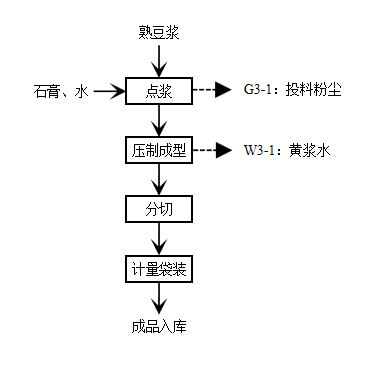 熟豆浆
石膏、水
点浆
G3-1：投料粉尘
压制成型
W3-1：黄浆水
分切
计量袋装
成品入库